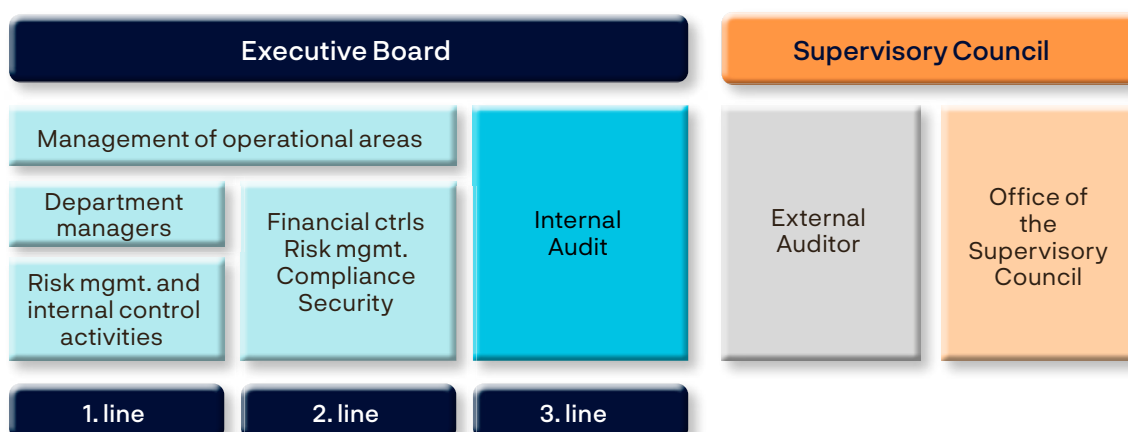 Executive Board
Supervisory Council
Management of operational areas
Department
managers
Risk mgmt. and
internal control
activities
Financial ctrls
Risk mgmt.
Compliance
Security
Internal
Audit
External
Auditor
Office of
the
Supervisory
Council
1. line
2. line
3. line